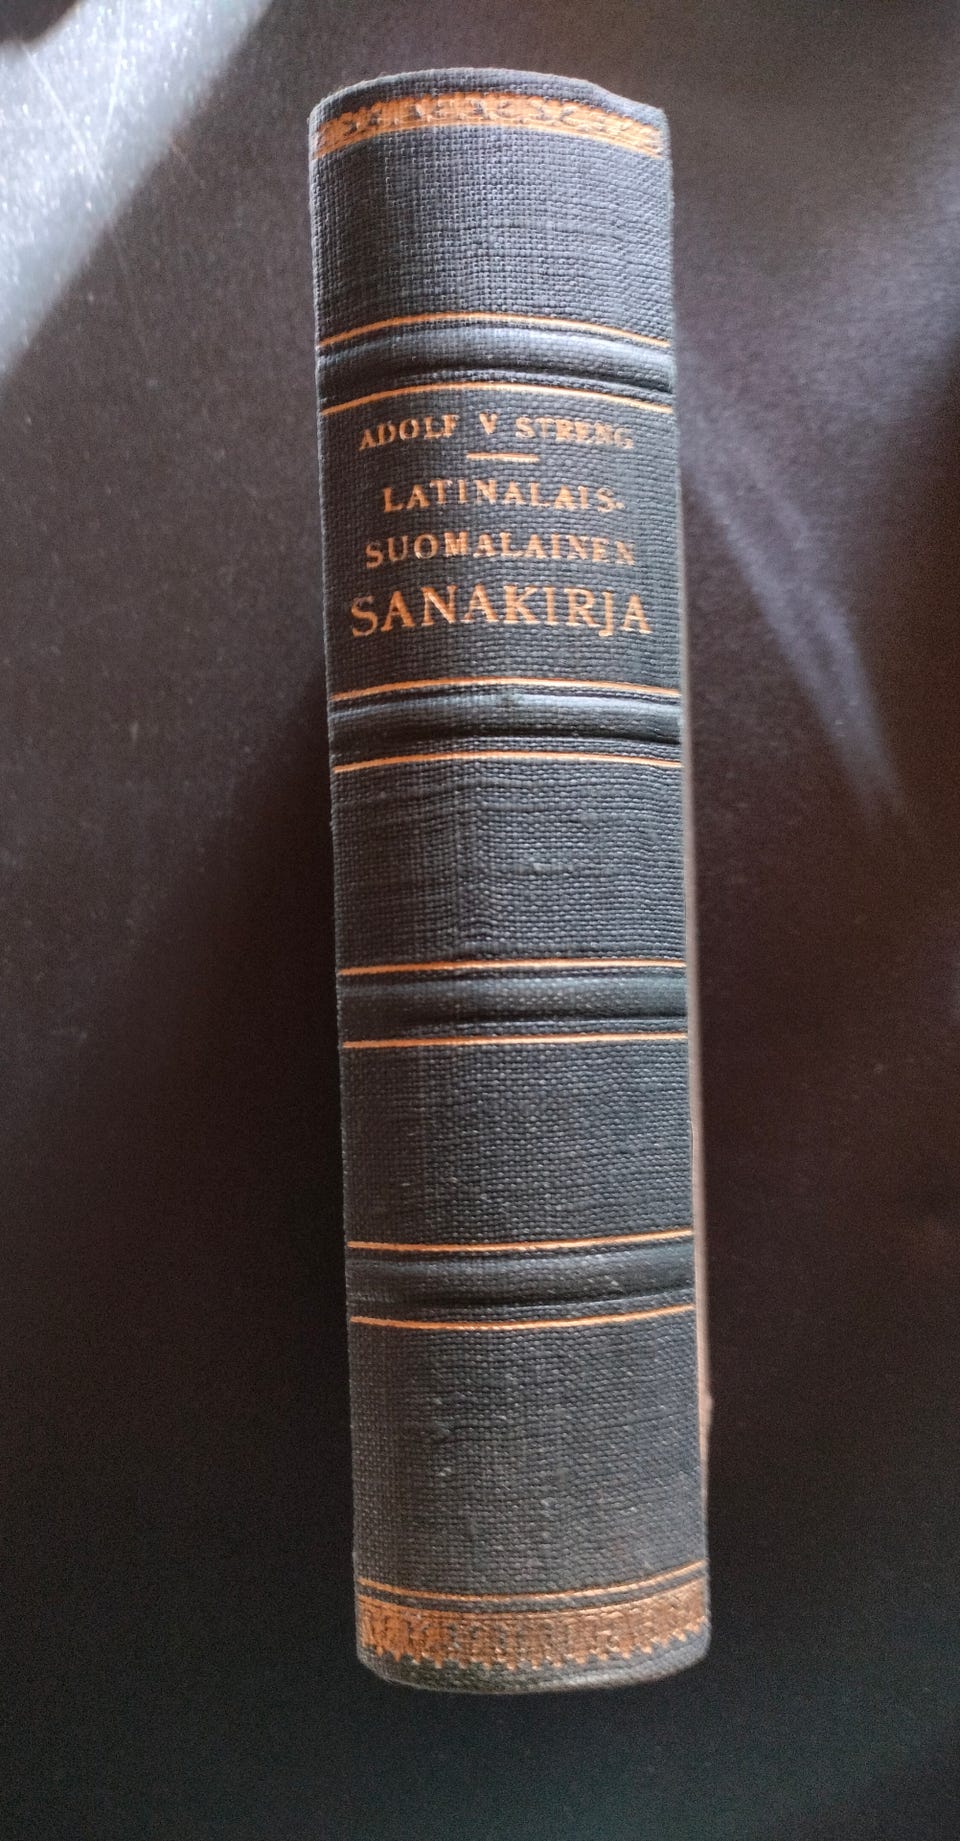 ADOLF V STRENG
LATINALAIS-
SUOMALAINEN
SANAKIRJA